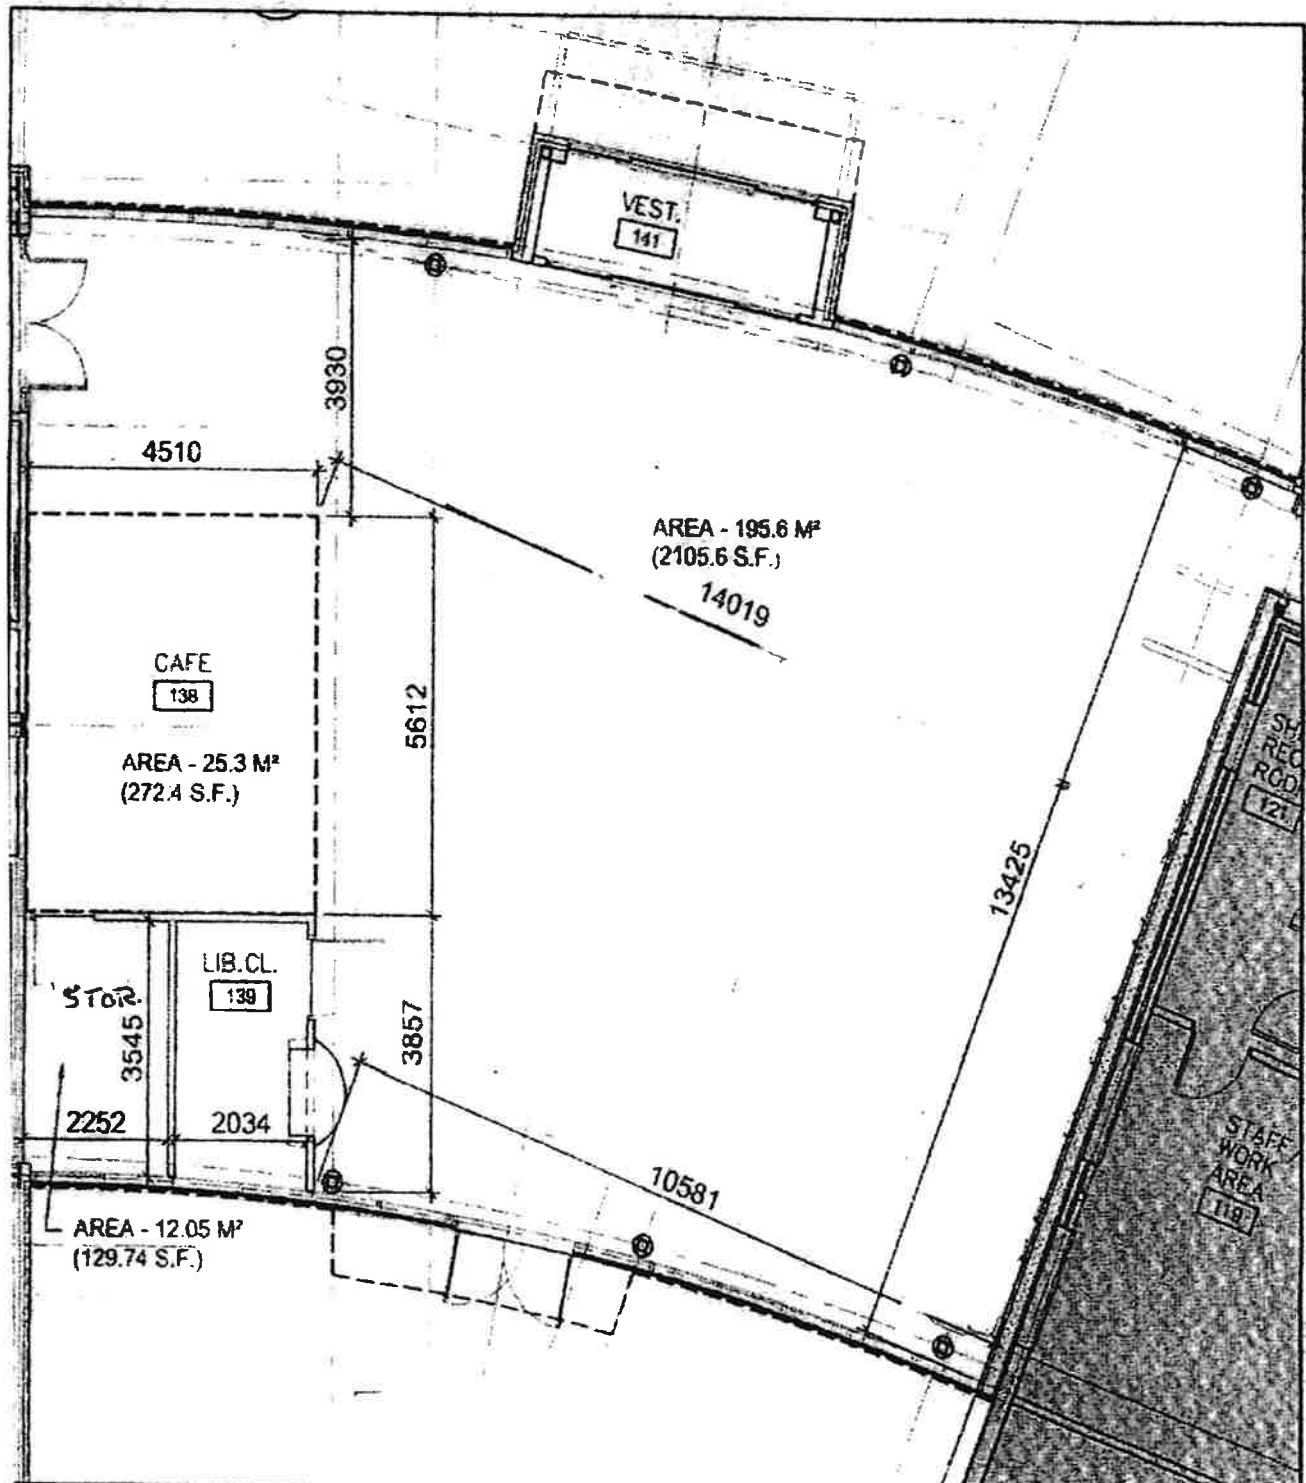 VEST.
141
3930
4510
AREA - 195.6 M²
(2105.6 S.F.)
14019
CAFE
138
5612
AREA - 25.3 M²
(272.4 S.F.)
13425
121
LIB.CL.
139
STOR.
3545
3857
2252
2034
10581
STAFF
WORK
AREA
118
AREA - 12.05 M²
(129.74 S.F.)